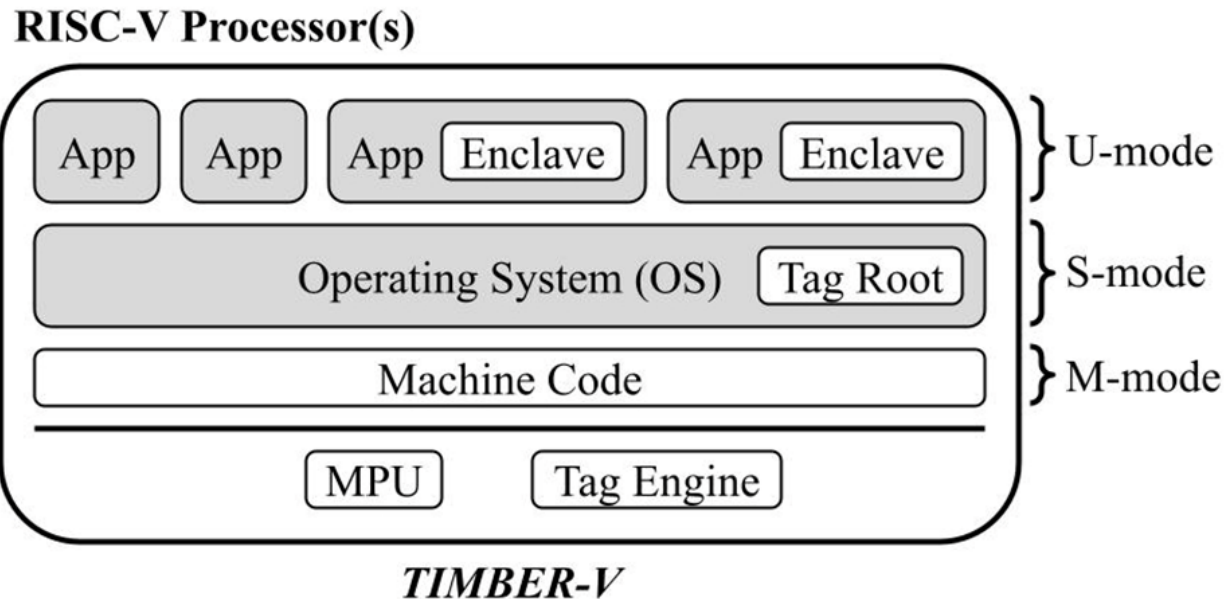 RISC-V Processor(s)
App App App Enclave App Enclave U-mode
Operating System (OS) Tag Root S-mode
Machine Code M-mode
MPU Tag Engine
TIMBER-V